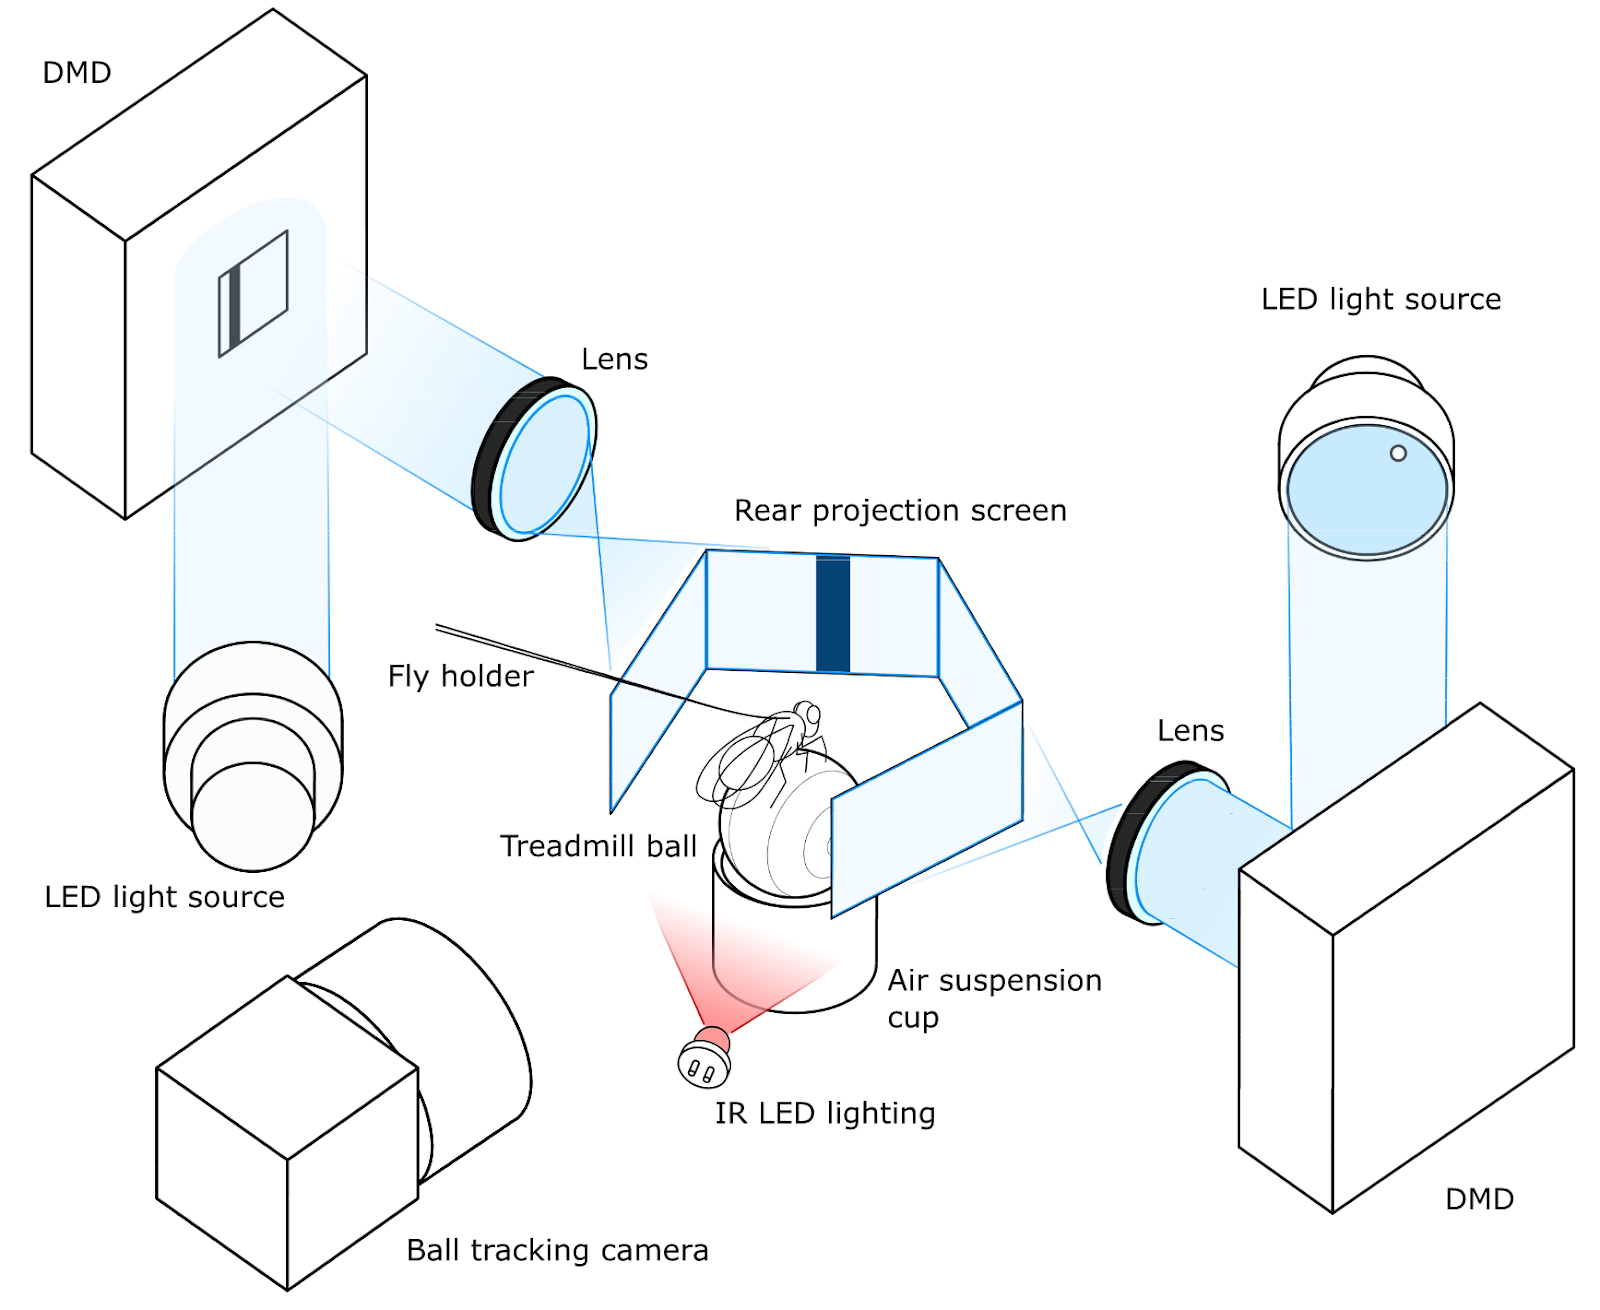 DMD
LED light source
Lens
Rear projection screen
Fly holder
Lens
Treadmill ball
LED light source
Air suspension
cup
IR LED lighting
DMD
Ball tracking camera